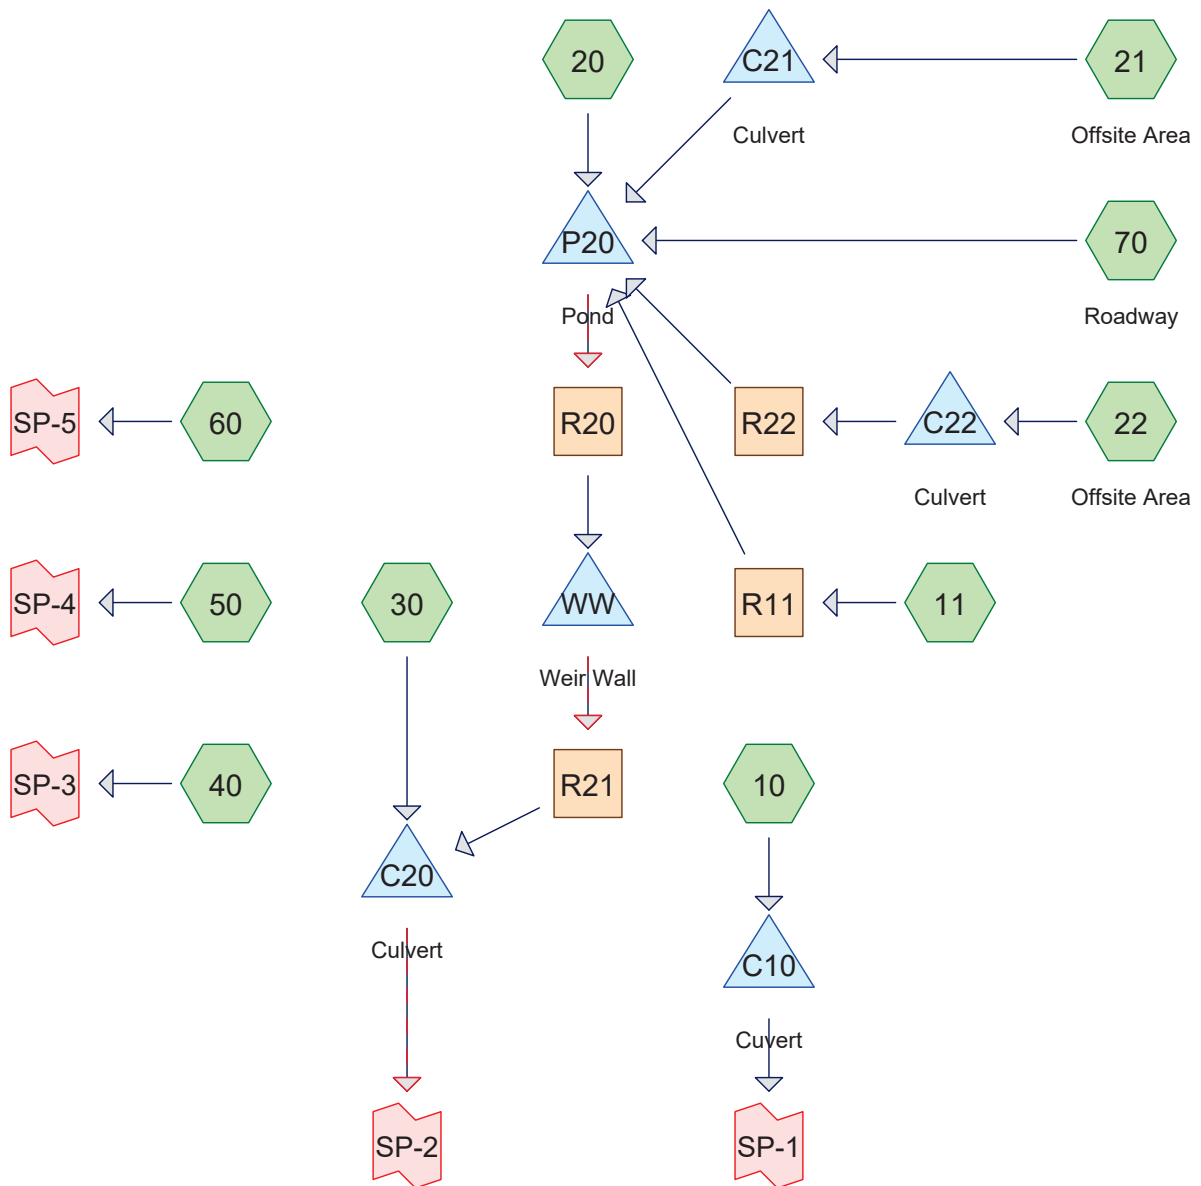 20
C21
21
Culvert
Offsite Area
P20
70
Pond
Roadway
SP-5
60
R20
R22
C22
22
Culvert
Offsite Area
SP-4
50
30
WW
R11
11
Weir Wall
SP-3
40
R21
10
C20
Culvert
C10
Cuvert
SP-2
SP-1